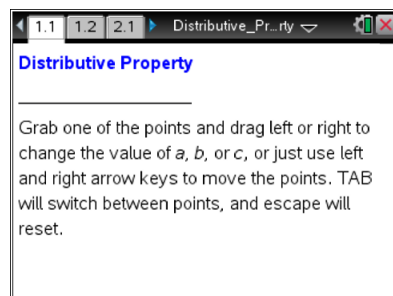 1.1 1.2 2.1 Distributive_Pr...rty
Distributive Property
Grab one of the points and drag left or right to
change the value of a, b, or c, or just use left
and right arrow keys to move the points. TAB
will switch between points, and escape will
reset.